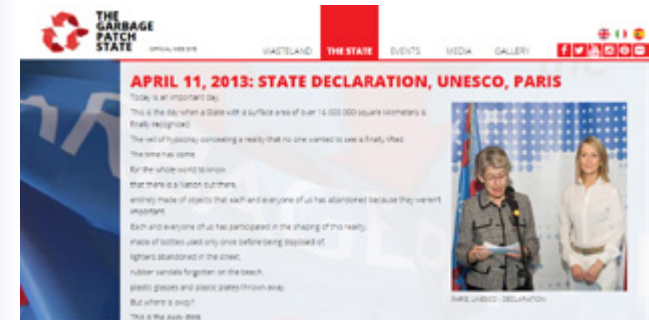 THE
GARBAGE
PATCH
STATE
OFFICIAL WEB SITE
WASTELAND THE STATE EVENTS MEDIA GALLERY
APRIL 11, 2013: STATE DECLARATION, UNESCO, PARIS
Today is an important day.
This is the day when a State with a surface area of over 16.000.000 square kilometers is
finally recognized.
The veil of hypocrisy concealing a reality that no one wanted to see is finally lifted.
The time has come
for the whole world to know
that there is a Nation out there,
entirely made of objects that each and everyone of us has abandoned because they weren't
important.
Each and everyone of us has participated in the shaping of this reality,
made of bottles used only once before being disposed of,
lighters abandoned in the street,
rubber sandals forgotten on the beach,
plastic glasses and plastic plates thrown away.
But where is away?
This is the away state.
PARIS, UNESCO - DECLARATION